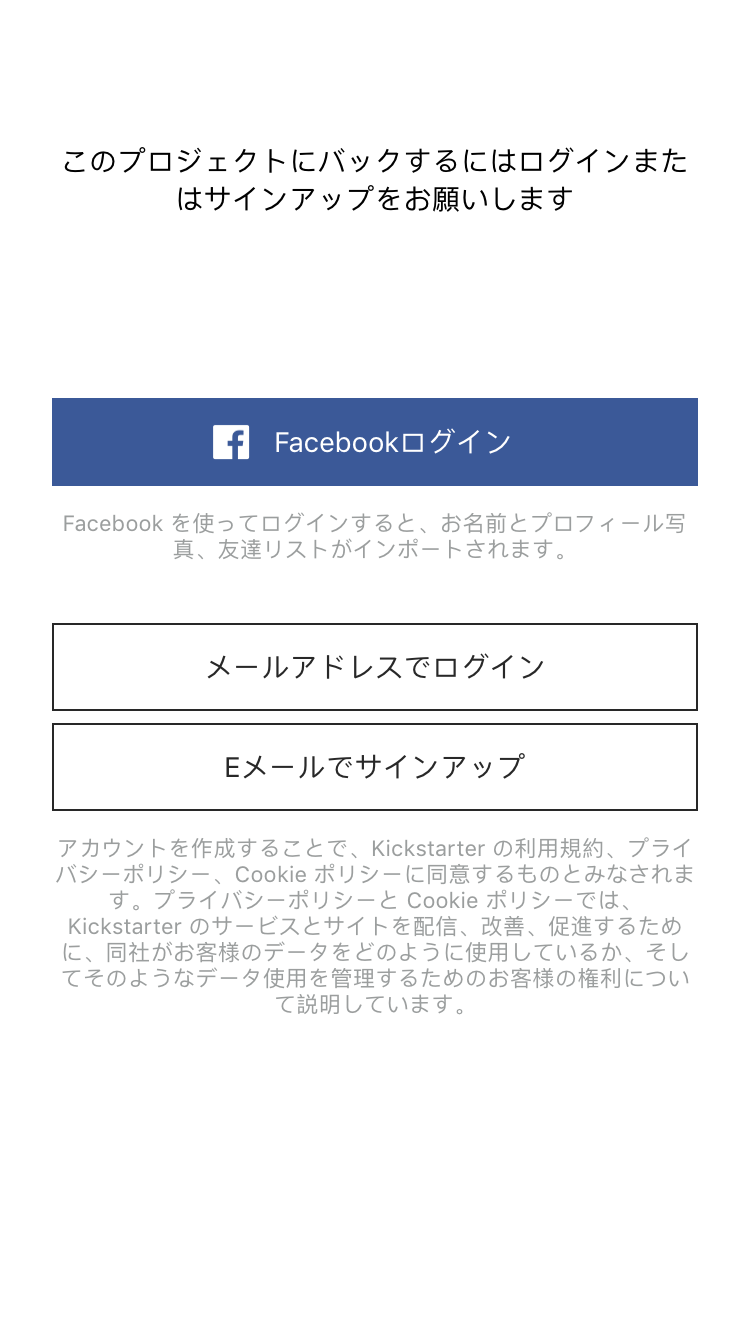 このプロジェクトにバックするにはログインまた
はサインアップをお願いします
Facebookログイン
Facebook を使ってログインすると、お名前とプロフィール写
真、友達リストがインポートされます。
メールアドレスでログイン
Eメールでサインアップ
アカウントを作成することで、Kickstarter の利用規約、プライ
バシーポリシー、Cookie ポリシーに同意するものとみなされま
す。プライバシーポリシーと Cookie ポリシーでは、
Kickstarter のサービスとサイトを配信、改善、促進するため
に、同社がお客様のデータをどのように使用しているか、そし
てそのようなデータ使用を管理するためのお客様の権利につい
て説明しています。